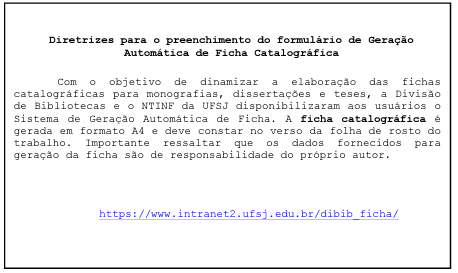 Diretrizes para o preenchimento do formulário de Geração
Automática de Ficha Catalográfica
Com o objetivo de dinamizar a elaboração das fichas
catalográficas para monografias, dissertações e teses, a Divisão
de Bibliotecas e o NTINF da UFSJ disponibilizaram aos usuários o
Sistema de Geração Automática de Ficha. A ficha catalográfica é
gerada em formato A4 e deve constar no verso da folha de rosto do
trabalho. Importante ressaltar que os dados fornecidos para
geração da ficha são de responsabilidade do próprio autor.
https://www.intranet2.ufsj.edu.br/dibib_ficha/